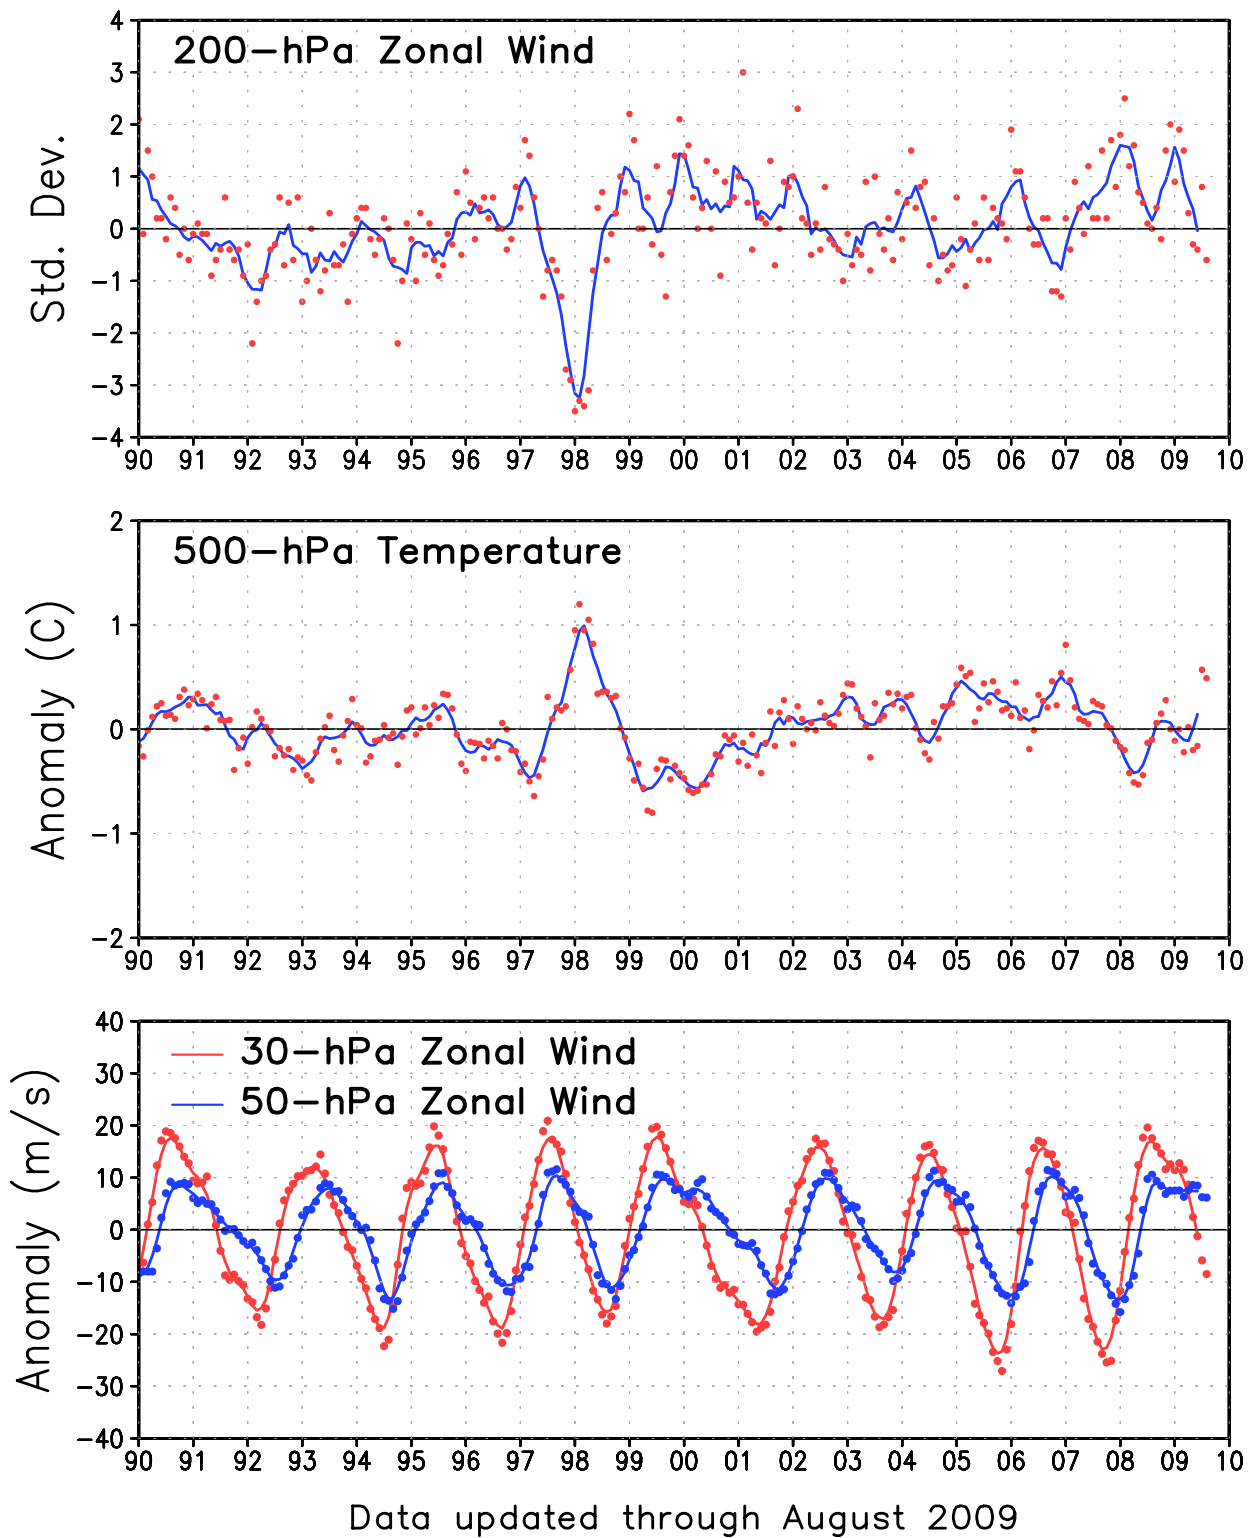 200-hPa Zonal Wind
Std. Dev.
4
3
2
1
0
-1
-2
-3
-4
90 91 92 93 94 95 96 97 98 99 00 01 02 03 04 05 06 07 08 09 10
500-hPa Temperature
Anomaly (C)
2
1
0
-1
-2
90 91 92 93 94 95 96 97 98 99 00 01 02 03 04 05 06 07 08 09 10
30-hPa Zonal Wind
50-hPa Zonal Wind
Anomaly (m/s)
40
30
20
10
0
-10
-20
-30
-40
90 91 92 93 94 95 96 97 98 99 00 01 02 03 04 05 06 07 08 09 10
Data updated through August 2009